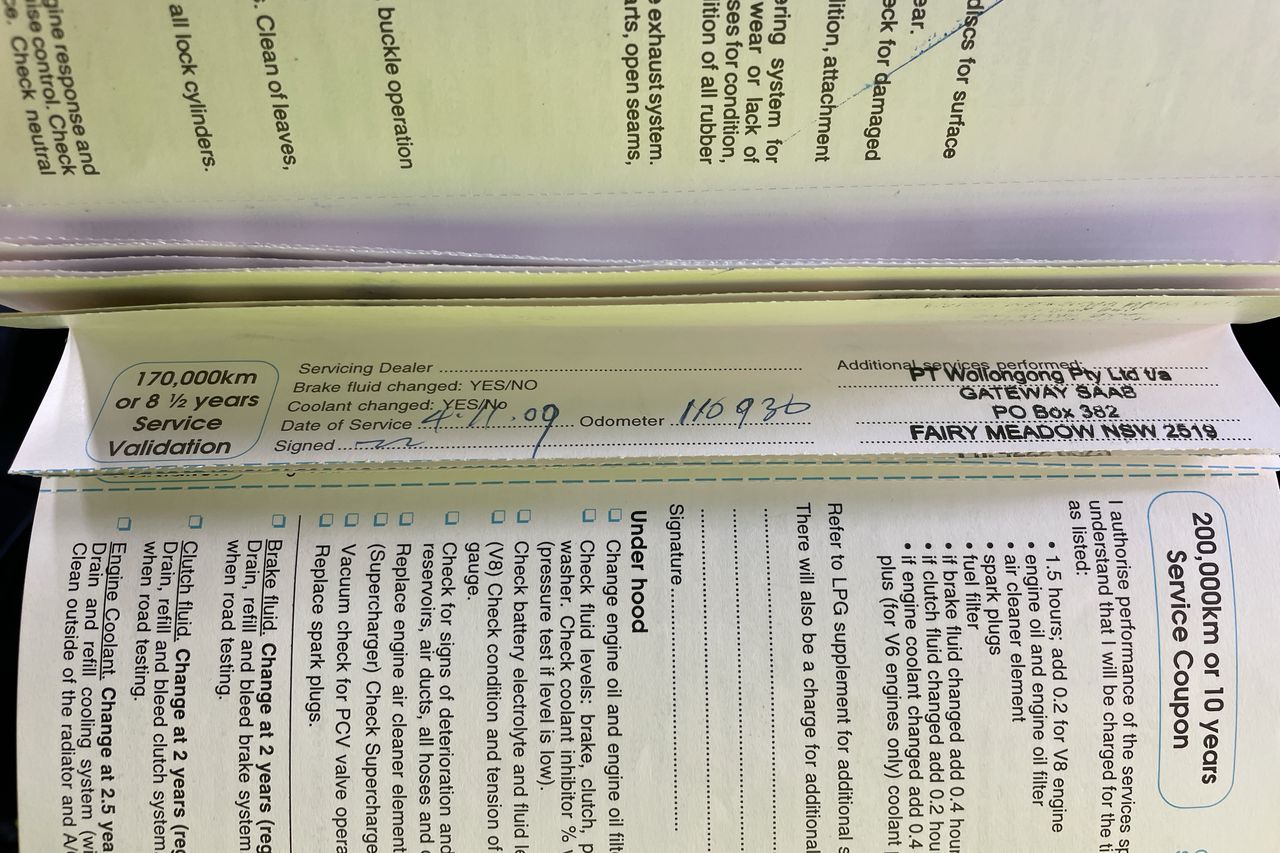 gine response and
ise control. Check
e. Check neutral
all lock cylinders.
. Clean of leaves,
buckle operation
e exhaust system.
arts, open seams,
ering system for
wear or lack of
ses for condition,
ition of all rubber
lition, attachment
ear.
eck for damaged
discs for surface
170,000km
or 8 ½ years
Service
Validation
Servicing Dealer
Brake fluid changed: YES/NO
Coolant changed: YES/No
Date of Service 4.11.09 Odometer 110930
Signed
Additional services performed:
PT Wollongong Pty Ltd t/a
GATEWAY SAAB
PO Box 382
FAIRY MEADOW NSW 2519
200,000km or 10 years
Service Coupon
I authorise performance of the services sp
understand that I will be charged for the ti
as listed:
• 1.5 hours; add 0.2 for V8 engine
• engine oil and engine oil filter
• air cleaner element
• spark plugs
• fuel filter
• if brake fluid changed add 0.4 hour
• if clutch fluid changed add 0.2 hou
• if engine coolant changed add 0.4
plus (for V6 engines only) coolant
Refer to LPG supplement for additional s
There will also be a charge for additional
Signature
Under hood
❑ Change engine oil and engine oil filt
❑ Check fluid levels: brake, clutch, p
washer. Check coolant inhibitor %
(pressure test if level is low).
❑ Check battery electrolyte and fluid le
❑ (V8) Check condition and tension of
gauge.
❑ Check for signs of deterioration and
reservoirs, air ducts, all hoses and
❑ Replace engine air cleaner element
❑ (Supercharger) Check Supercharge
❑ Vacuum check for PCV valve opera
❑ Replace spark plugs.
❑ Brake fluid. Change at 2 years (reg
Drain, refill and bleed brake system
when road testing.
❑ Clutch fluid. Change at 2 years (reg
Drain, refill and bleed clutch system
when road testing.
❑ Engine Coolant. Change at 2.5 yea
Drain and refill cooling system (wi
Clean outside of the radiator and A/